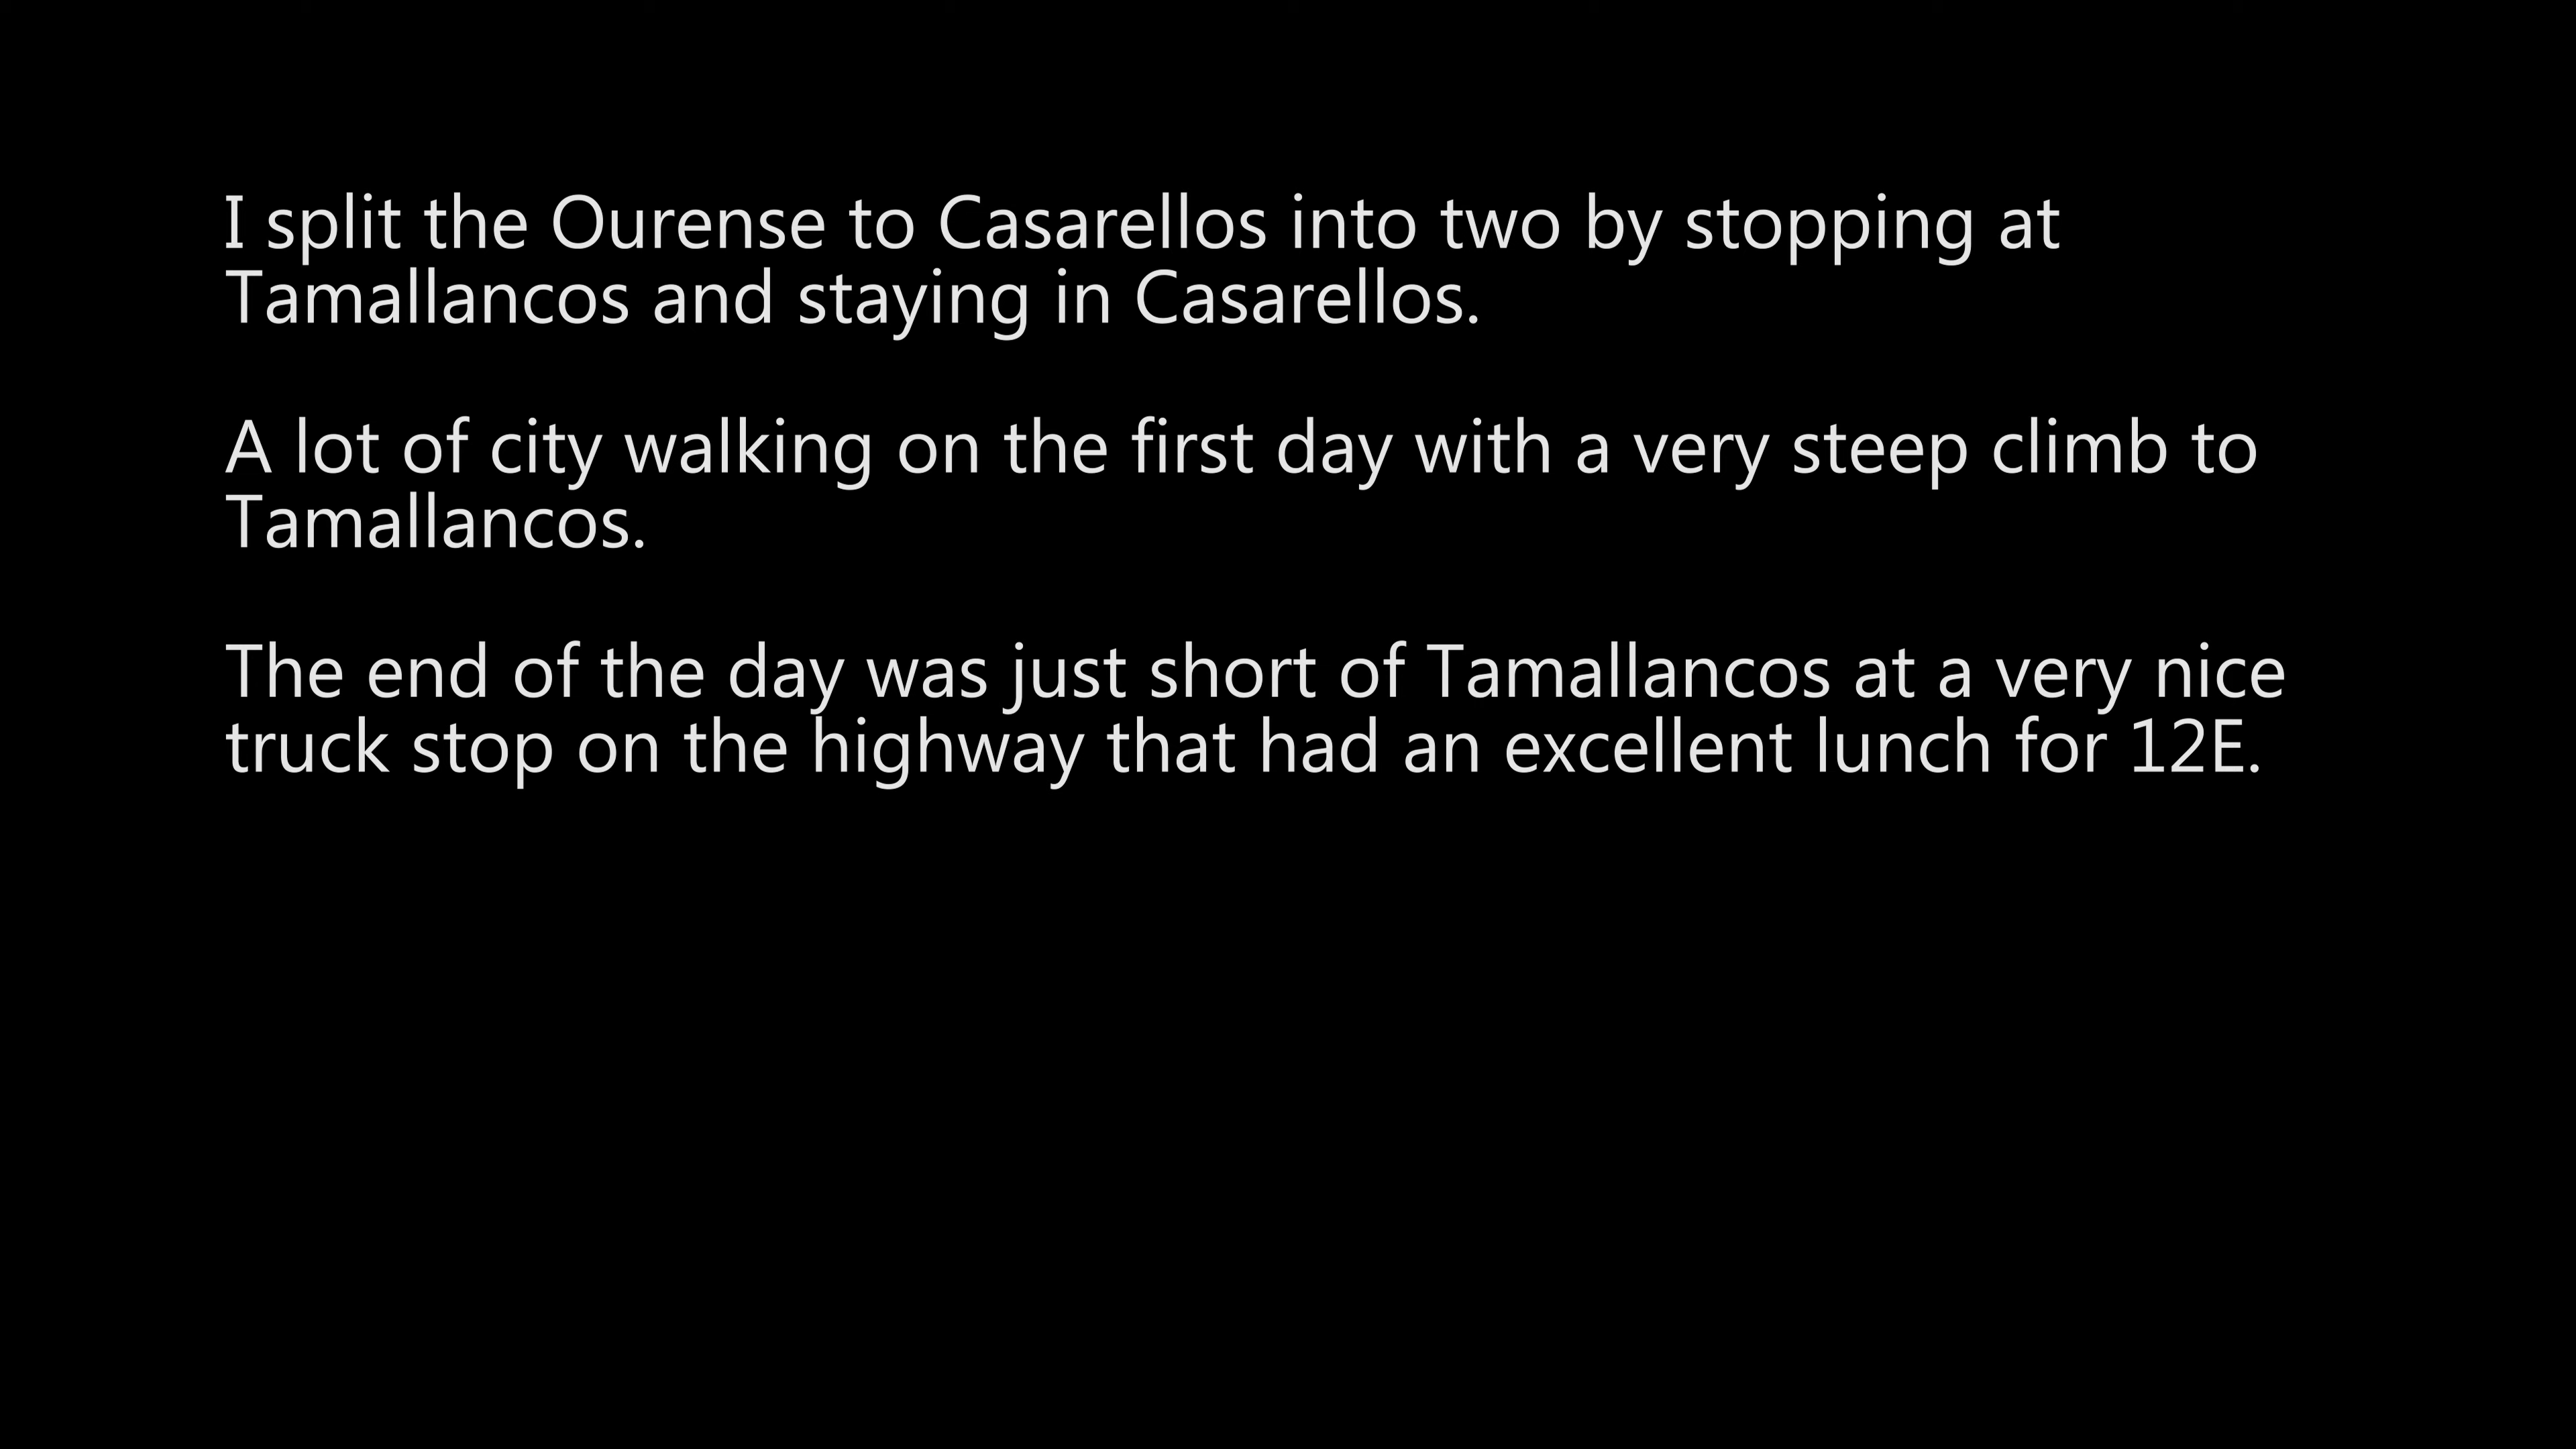 I split the Ourense to Casarellos into two by stopping at
Tamallancos and staying in Casarellos.
A lot of city walking on the first day with a very steep climb to
Tamallancos.
The end of the day was just short of Tamallancos at a very nice
truck stop on the highway that had an excellent lunch for 12E.